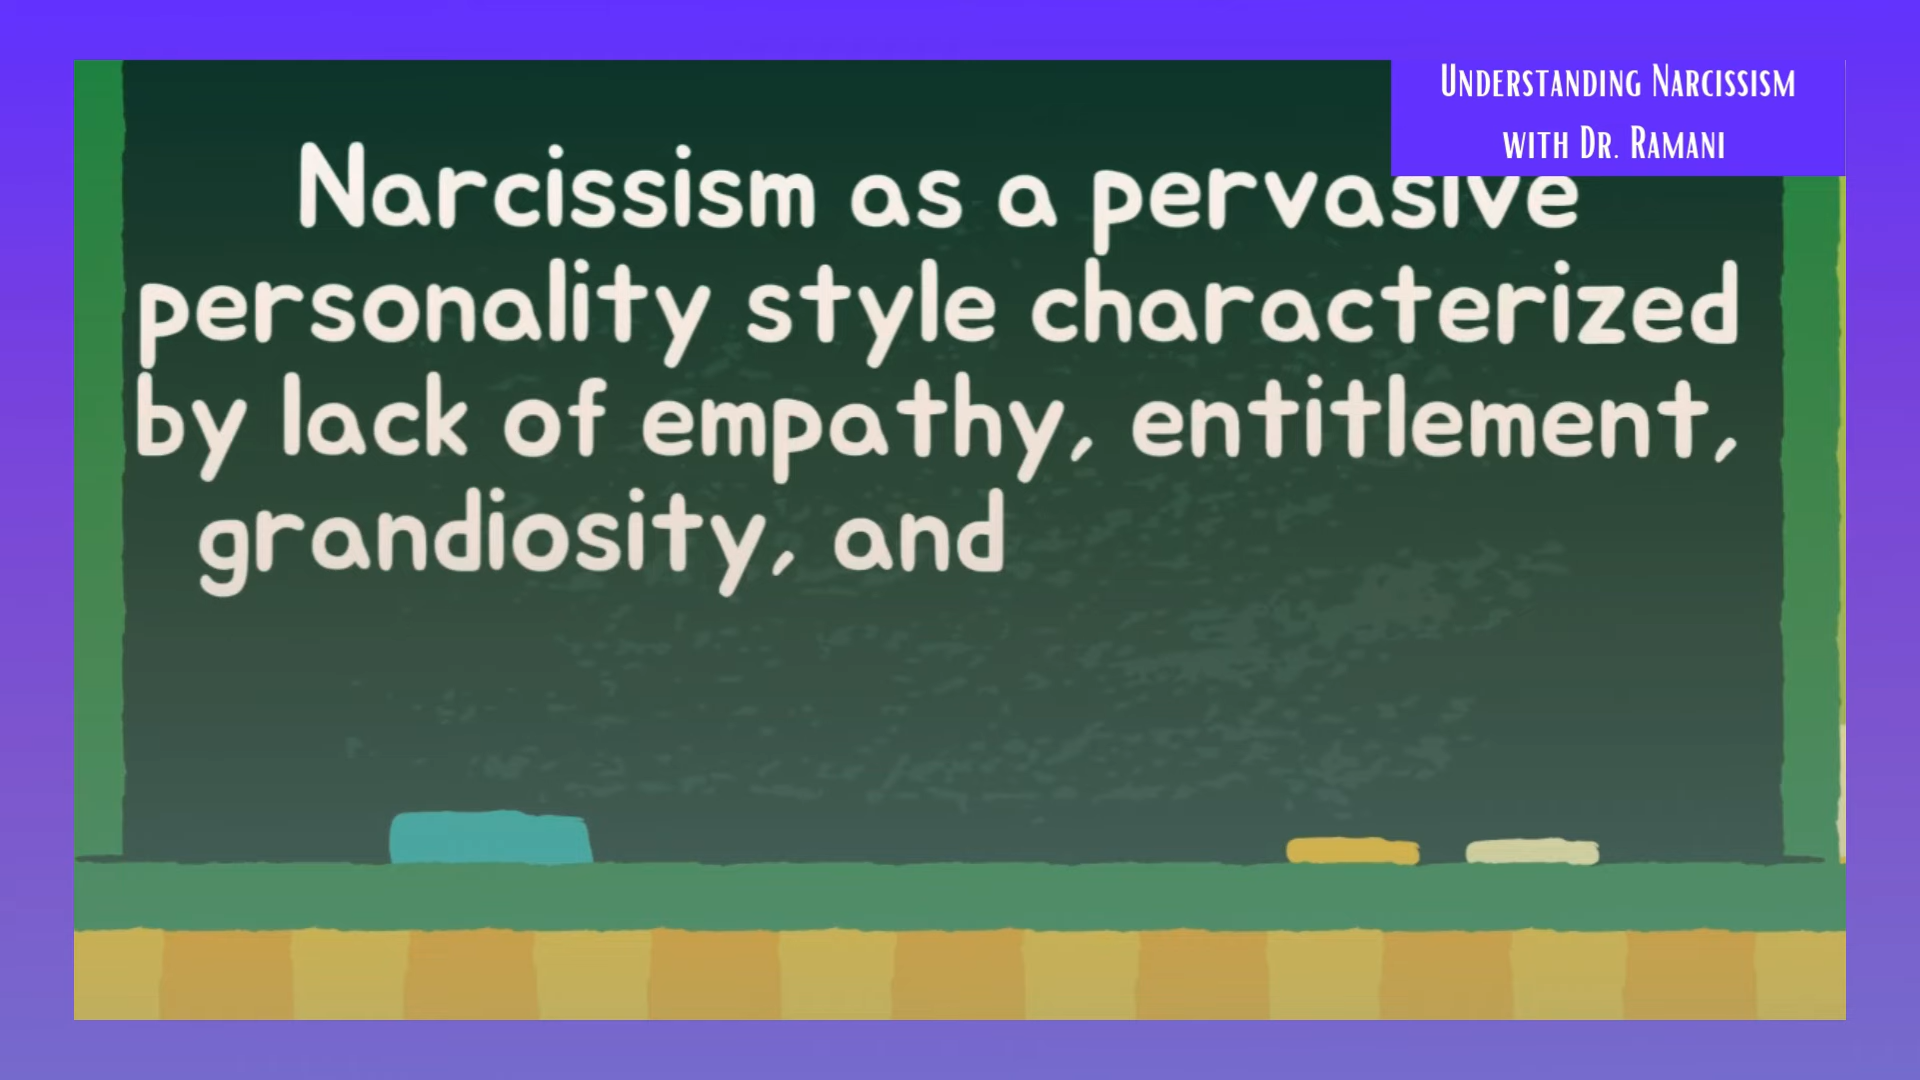 Understanding Narcissism
with Dr. Ramani
Narcissism as a pervasive
personality style characterized
by lack of empathy, entitlement,
grandiosity, and